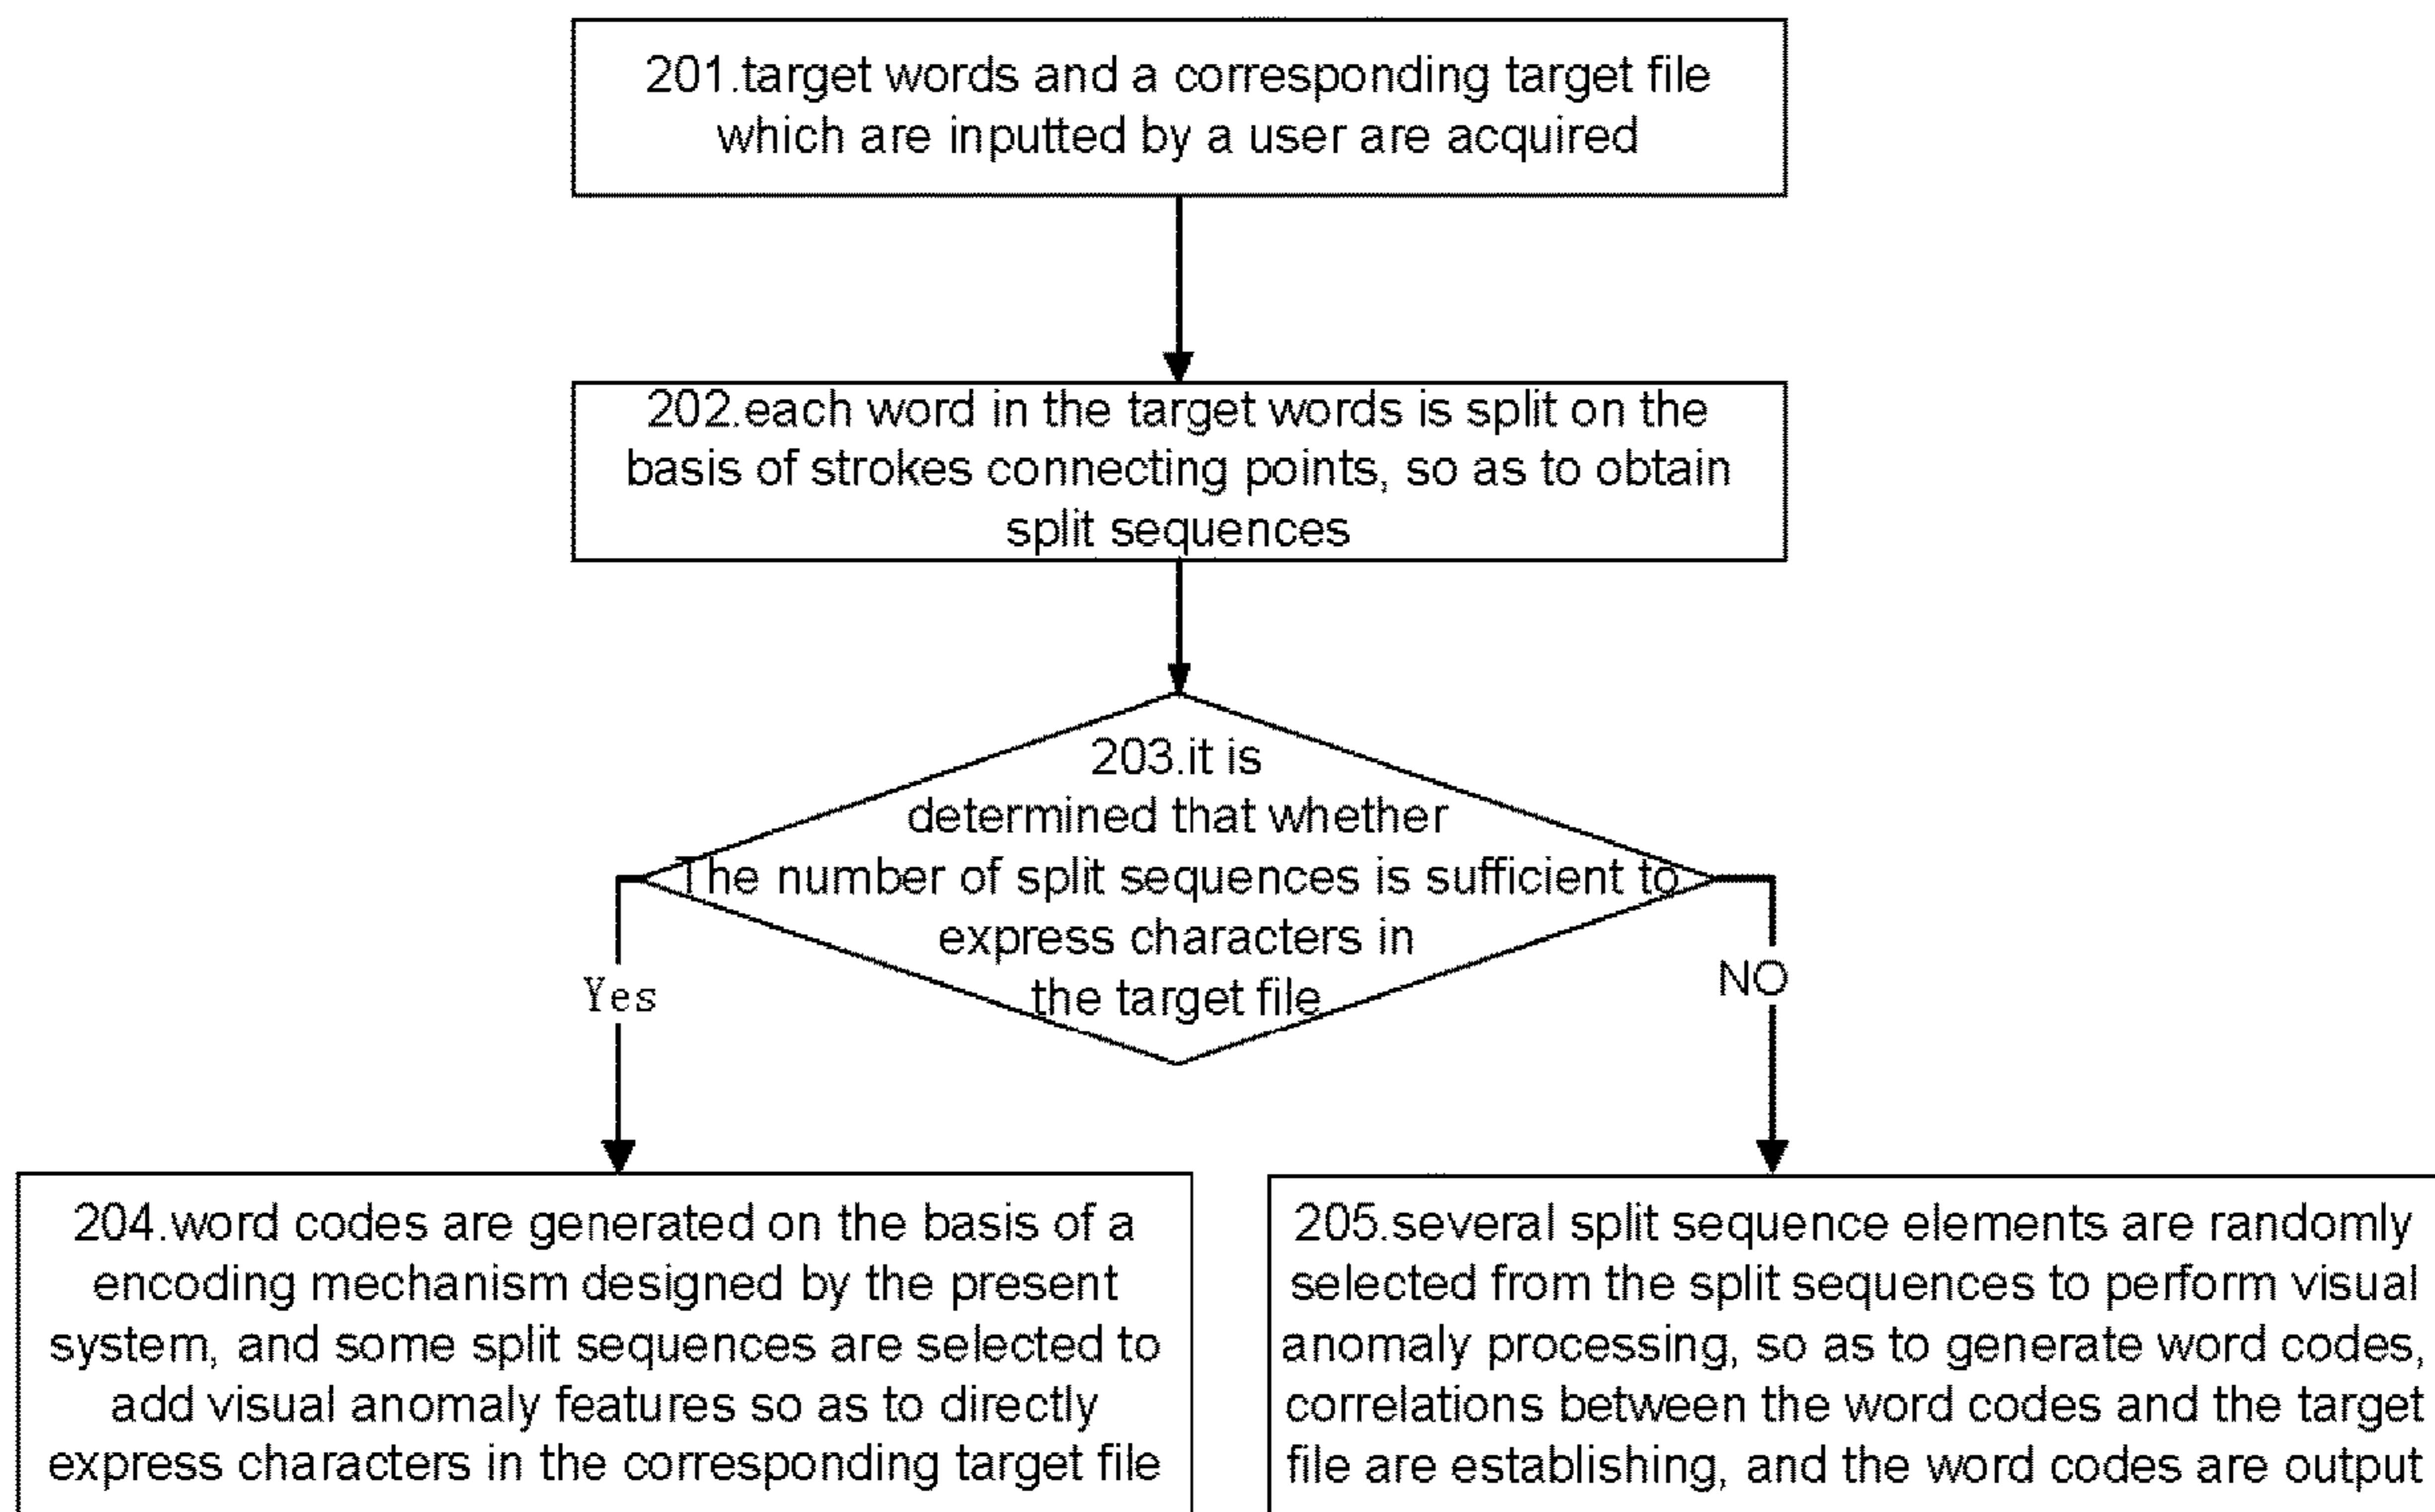 201.target words and a corresponding target file
which are inputted by a user are acquired
202.each word in the target words is split on the
basis of strokes connecting points, so as to obtain
split sequences
203.it is
determined that whether
The number of split sequences is sufficient to
express characters in
the target file
Yes
NO
204.word codes are generated on the basis of a
encoding mechanism designed by the present
system, and some split sequences are selected to
add visual anomaly features so as to directly
express characters in the corresponding target file
205.several split sequence elements are randomly
selected from the split sequences to perform visual
anomaly processing, so as to generate word codes,
correlations between the word codes and the target
file are establishing, and the word codes are output